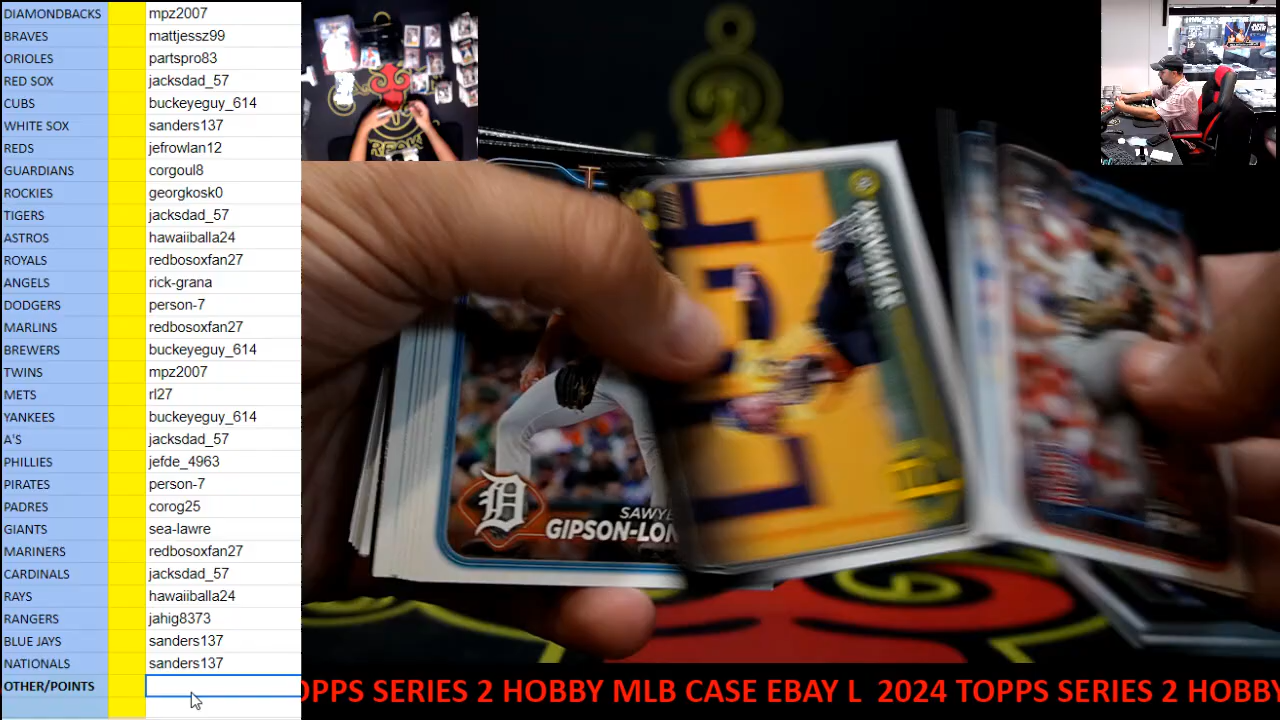 DIAMONDBACKS mpz2007
BRAVES mattjessz99
ORIOLES partspro83
RED SOX jacksdad_57
CUBS buckeyeguy_614
WHITE SOX sanders137
REDS jefrowlan12
GUARDIANS corgoul8
ROCKIES georgkosk0
TIGERS jacksdad_57
ASTROS hawaiiballa24
ROYALS redbosoxfan27
ANGELS rick-grana
DODGERS person-7
MARLINS redbosoxfan27
BREWERS buckeyeguy_614
TWINS mpz2007
METS rl27
YANKEES buckeyeguy_614
A'S jacksdad_57
PHILLIES jefde_4963
PIRATES person-7
PADRES corog25
GIANTS sea-lawre
MARINERS redbosoxfan27
CARDINALS jacksdad_57
RAYS hawaiiballa24
RANGERS jahig8373
BLUE JAYS sanders137
NATIONALS sanders137
OTHER/POINTS
D
SAWYE
GIPSON-LON
OPPS SERIES 2 HOBBY MLB CASE EBAY L 2024 TOPPS SERIES 2 HOBBY